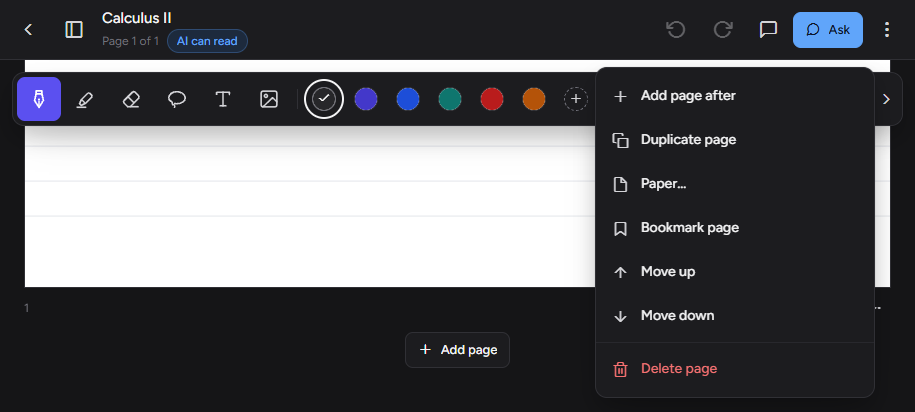 Calculus II
Page 1 of 1 AI can read
Ask
Add page after
Duplicate page
Paper...
Bookmark page
Move up
Move down
Delete page
1
Add page